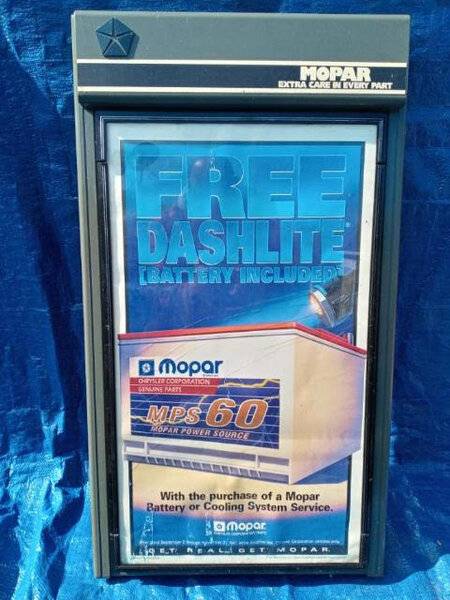 MOPAR
EXTRA CARE IN EVERY PART
FREE
DASHLITE
[BATTERY INCLUDED]
Mopar
CHRYSLER CORPORATION
GENUINE PARTS
MPS 60
MOPAR POWER SOURCE
With the purchase of a Mopar
Battery or Cooling System Service.
Mopar
GET REAL. GET MOPAR.